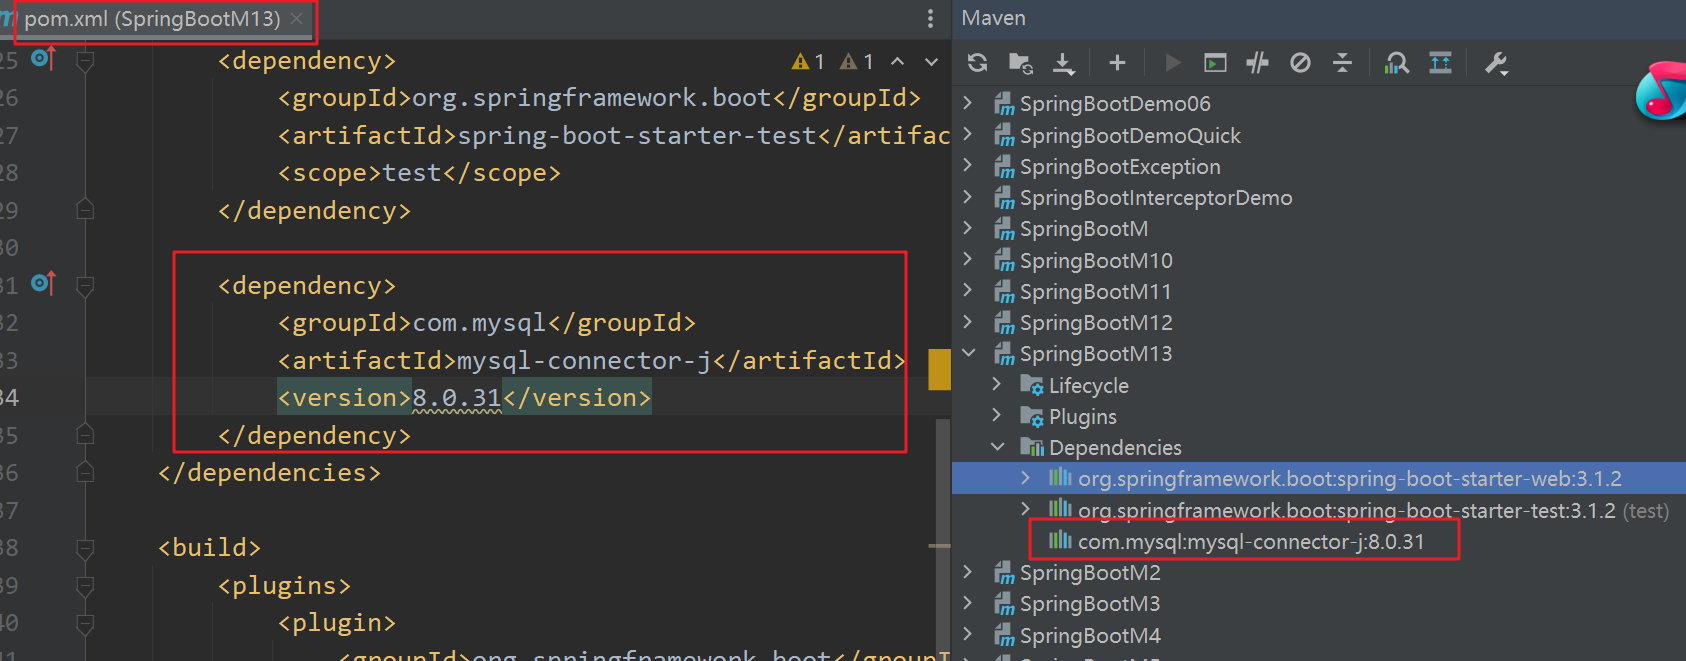 pom.xml (SpringBootM13)
25 <dependency> 1 1
26 <groupId>org.springframework.boot</groupId>
27 <artifactId>spring-boot-starter-test</artifac
28 <scope>test</scope>
29 </dependency>
30
31 <dependency>
32 <groupId>com.mysql</groupId>
33 <artifactId>mysql-connector-j</artifactId>
34 <version>8.0.31</version>
35 </dependency>
36 </dependencies>
37
38 <build>
39 <plugins>
40 <plugin>
<groupId>org.springframework.boot</group
Maven
SpringBootDemo06
SpringBootDemoQuick
SpringBootException
SpringBootInterceptorDemo
SpringBootM
SpringBootM10
SpringBootM11
SpringBootM12
SpringBootM13
Lifecycle
Plugins
Dependencies
org.springframework.boot:spring-boot-starter-web:3.1.2
org.springframework.boot:spring-boot-starter-test:3.1.2 (test)
com.mysql:mysql-connector-j:8.0.31
SpringBootM2
SpringBootM3
SpringBootM4